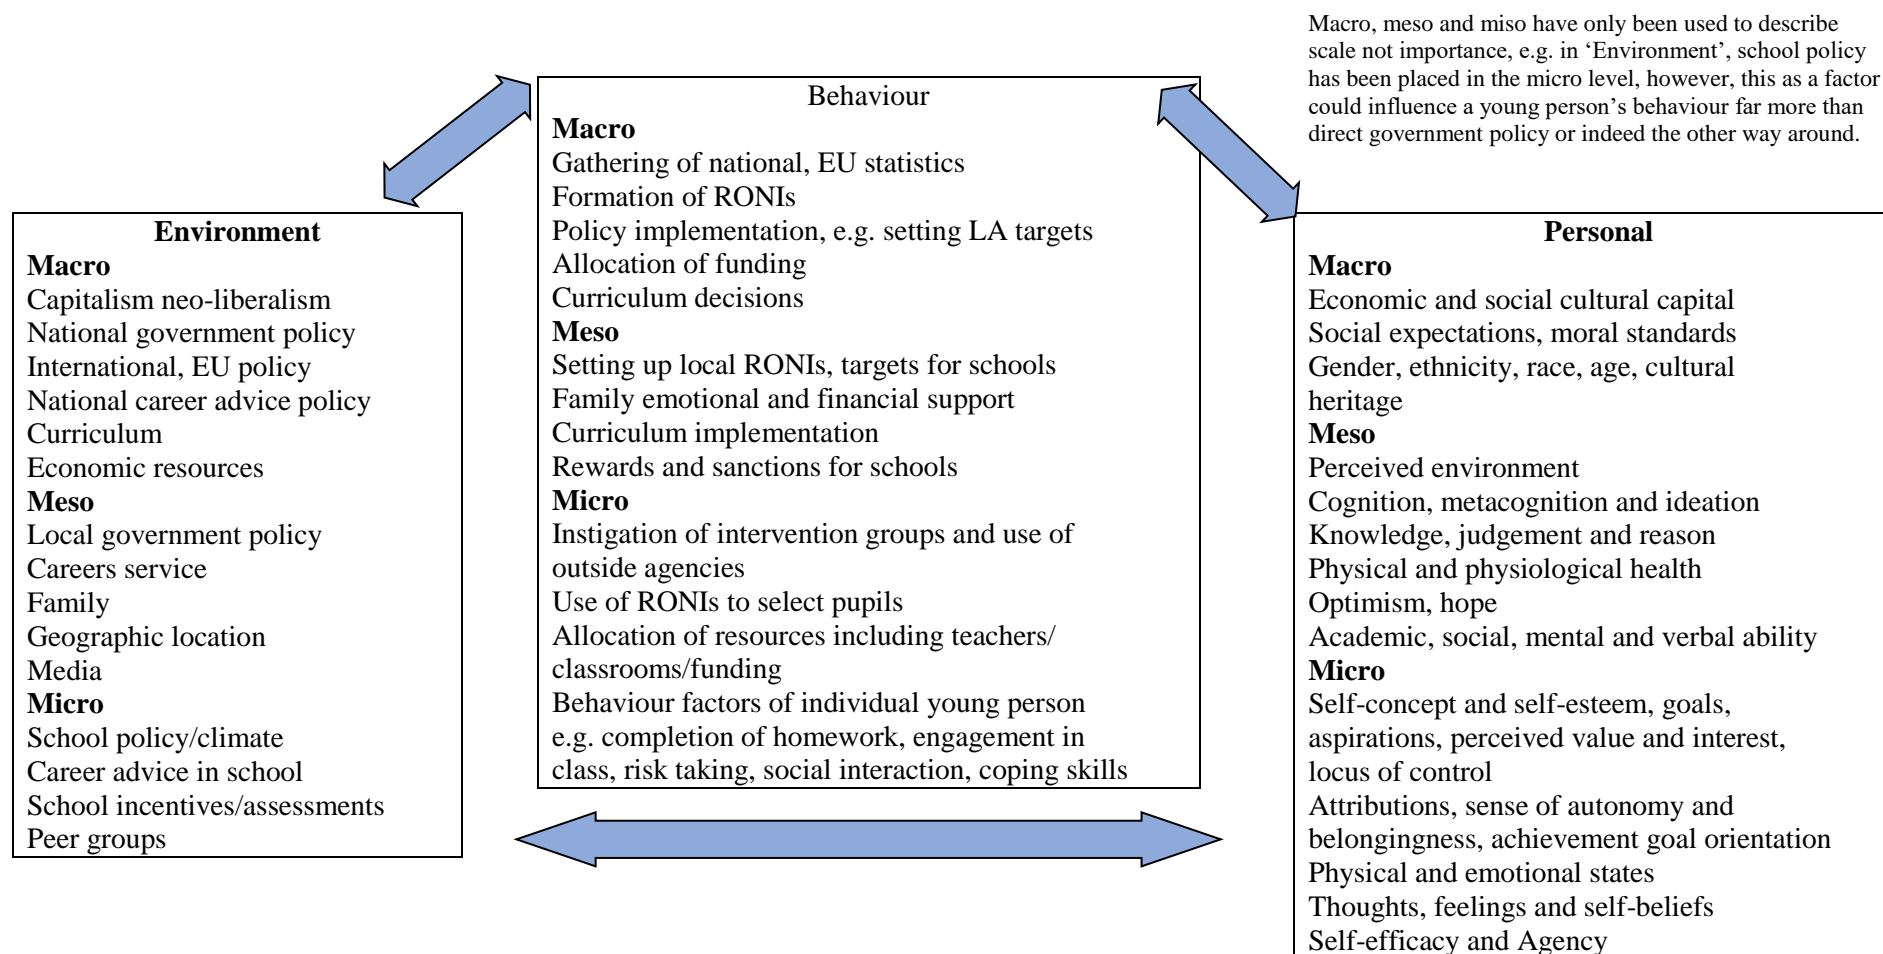 Macro, meso and miso have only been used to describe
scale not importance, e.g. in ‘Environment’, school policy
has been placed in the micro level, however, this as a factor
could influence a young person’s behaviour far more than
direct government policy or indeed the other way around.
Environment
Macro
Capitalism neo-liberalism
National government policy
International, EU policy
National career advice policy
Curriculum
Economic resources
Meso
Local government policy
Careers service
Family
Geographic location
Media
Micro
School policy/climate
Career advice in school
School incentives/assessments
Peer groups
Behaviour
Macro
Gathering of national, EU statistics
Formation of RONIs
Policy implementation, e.g. setting LA targets
Allocation of funding
Curriculum decisions
Meso
Setting up local RONIs, targets for schools
Family emotional and financial support
Curriculum implementation
Rewards and sanctions for schools
Micro
Instigation of intervention groups and use of
outside agencies
Use of RONIs to select pupils
Allocation of resources including teachers/
classrooms/funding
Behaviour factors of individual young person
e.g. completion of homework, engagement in
class, risk taking, social interaction, coping skills
Personal
Macro
Economic and social cultural capital
Social expectations, moral standards
Gender, ethnicity, race, age, cultural
heritage
Meso
Perceived environment
Cognition, metacognition and ideation
Knowledge, judgement and reason
Physical and physiological health
Optimism, hope
Academic, social, mental and verbal ability
Micro
Self-concept and self-esteem, goals,
aspirations, perceived value and interest,
locus of control
Attributions, sense of autonomy and
belongingness, achievement goal orientation
Physical and emotional states
Thoughts, feelings and self-beliefs
Self-efficacy and Agency